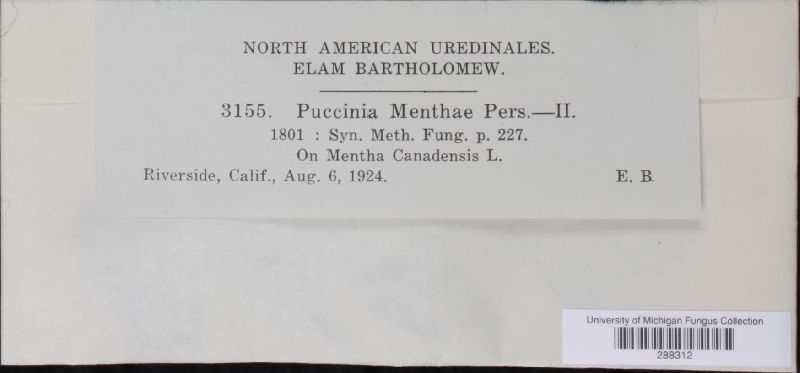 NORTH AMERICAN UREDINALES.
ELAM BARTHOLOMEW.
3155. Puccinia Menthae Pers.—II.
1801 : Syn. Meth. Fung. p. 227.
On Mentha Canadensis L.
Riverside, Calif., Aug. 6, 1924. E. B.
University of Michigan Fungus Collection
288312